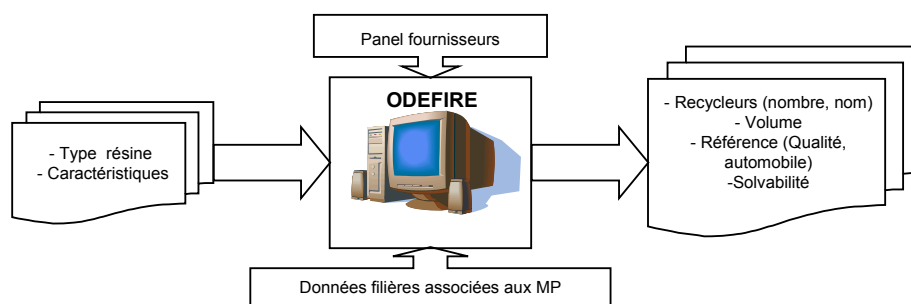 Panel fournisseurs
ODEFIRE
- Type résine
- Caractéristiques
- Recycleurs (nombre, nom)
- Volume
- Référence (Qualité,
automobile)
-Solvabilité
Données filières associées aux MP